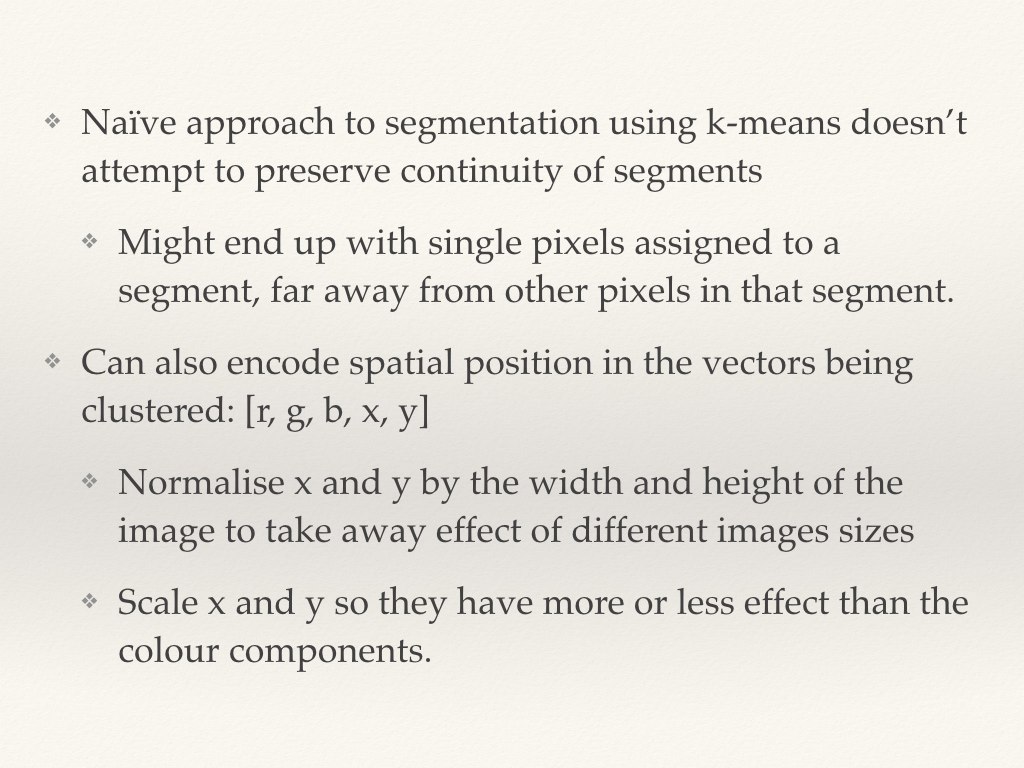 ❖ Naïve approach to segmentation using k-means doesn’t
attempt to preserve continuity of segments
❖ Might end up with single pixels assigned to a
segment, far away from other pixels in that segment.
❖ Can also encode spatial position in the vectors being
clustered: [r, g, b, x, y]
❖ Normalise x and y by the width and height of the
image to take away effect of different images sizes
❖ Scale x and y so they have more or less effect than the
colour components.